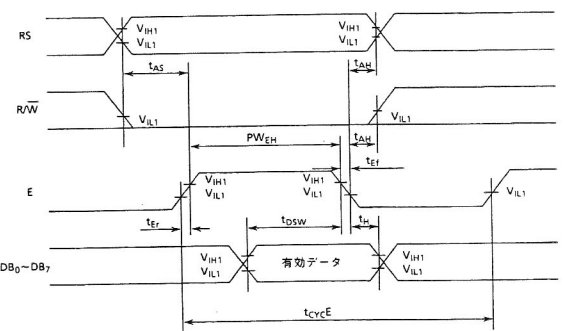 RS
VIH1
VIL1
VIH1
VIL1
tAS
tAH
R/W̅
VIL1
VIL1
PWEH
tAH
tEf
E
VIH1
VIL1
VIH1
VIL1
VIL1
tEr
tDSW
tH
DB0~DB7
VIH1
VIL1
有効データ
VIH1
VIL1
tCYCE